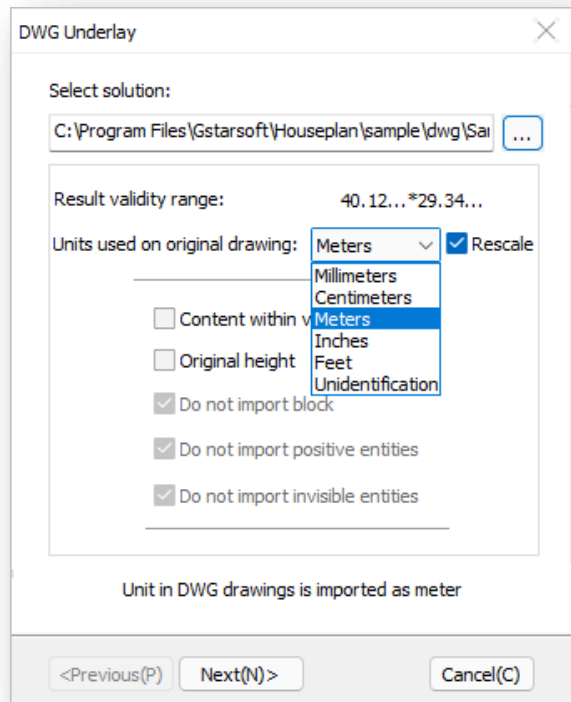 DWG Underlay
Select solution:
C:\Program Files\Gstarsoft\Houseplan\sample\dwg\Sai ...
Result validity range: 40.12...*29.34...
Units used on original drawing: Meters Rescale
Millimeters
Centimeters
Content within v Meters
Inches
Original height Feet
Unidentification
Do not import block
Do not import positive entities
Do not import invisible entities
Unit in DWG drawings is imported as meter
<Previous(P) Next(N)> Cancel(C)